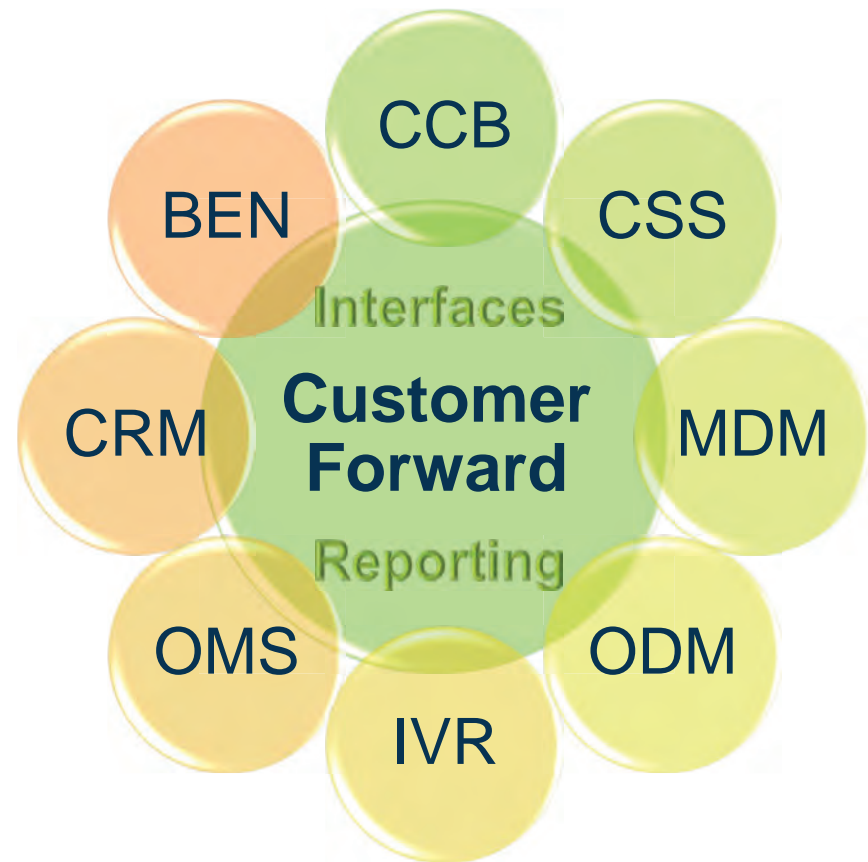 CCB
BEN
CSS
Interfaces
Customer
Forward
CRM
MDM
Reporting
OMS
ODM
IVR